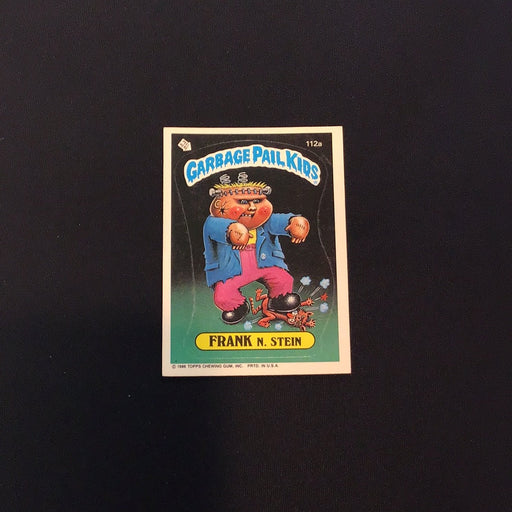 112a
GARBAGE PAIL KIDS
FRANK N. STEIN
© 1986 TOPPS CHEWING GUM, INC. PRTD. IN U.S.A.